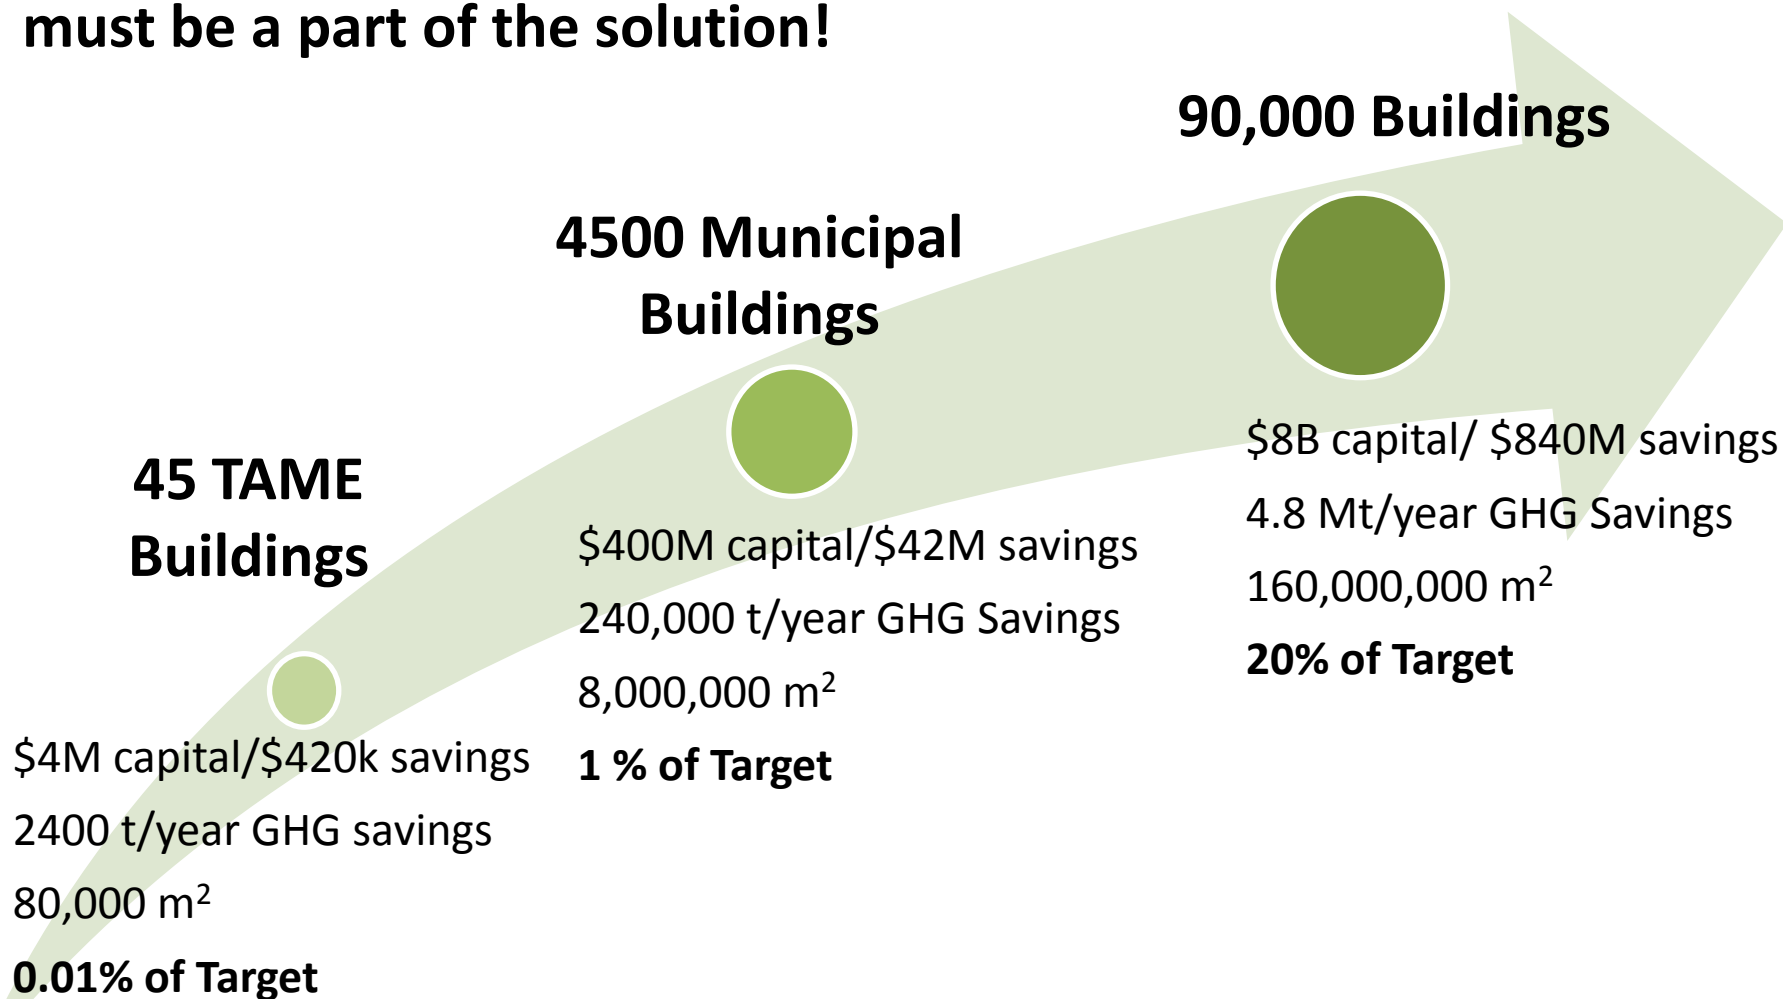 must be a part of the solution!
45 TAME
Buildings
$4M capital/$420k savings
2400 t/year GHG savings
80,000 m²
0.01% of Target
4500 Municipal
Buildings
$400M capital/$42M savings
240,000 t/year GHG Savings
8,000,000 m²
1 % of Target
90,000 Buildings
$8B capital/ $840M savings
4.8 Mt/year GHG Savings
160,000,000 m²
20% of Target